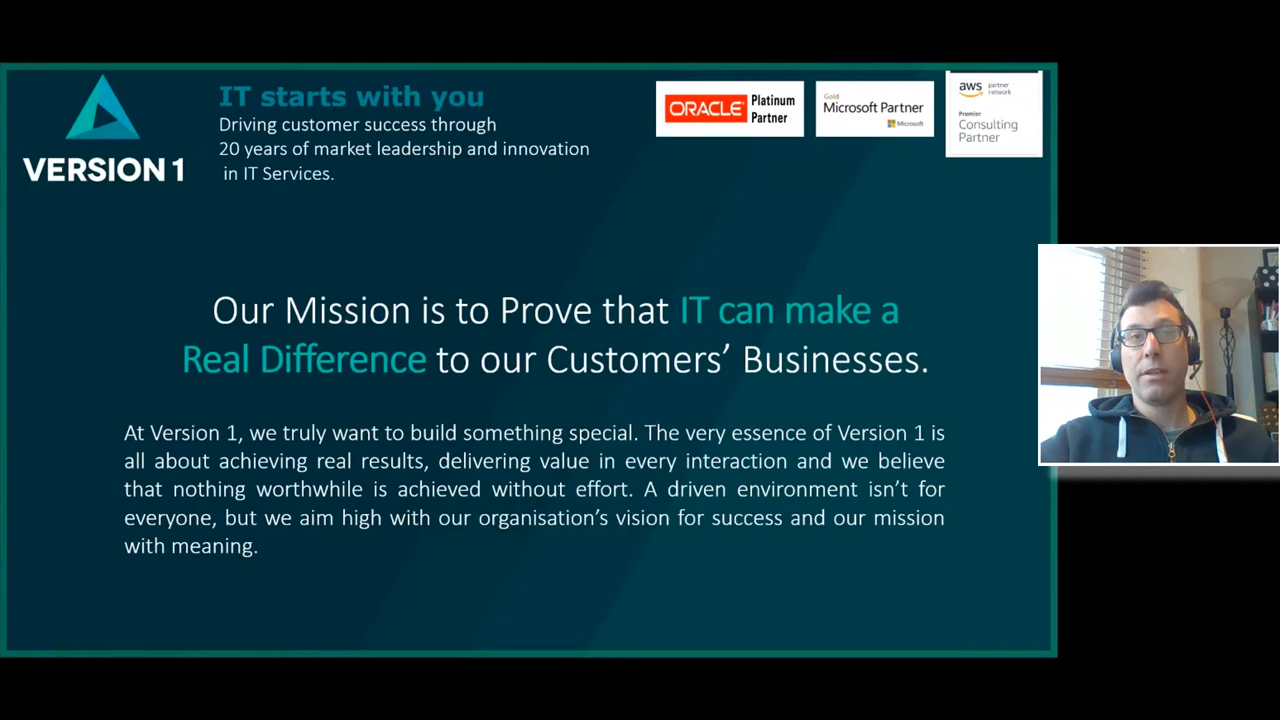 VERSION 1
IT starts with you
Driving customer success through
20 years of market leadership and innovation
in IT Services.
ORACLE Platinum
Partner
Gold
Microsoft Partner
Microsoft
aws partner
network
Premier
Consulting
Partner
Our Mission is to Prove that IT can make a
Real Difference to our Customers’ Businesses.
At Version 1, we truly want to build something special. The very essence of Version 1 is
all about achieving real results, delivering value in every interaction and we believe
that nothing worthwhile is achieved without effort. A driven environment isn’t for
everyone, but we aim high with our organisation’s vision for success and our mission
with meaning.